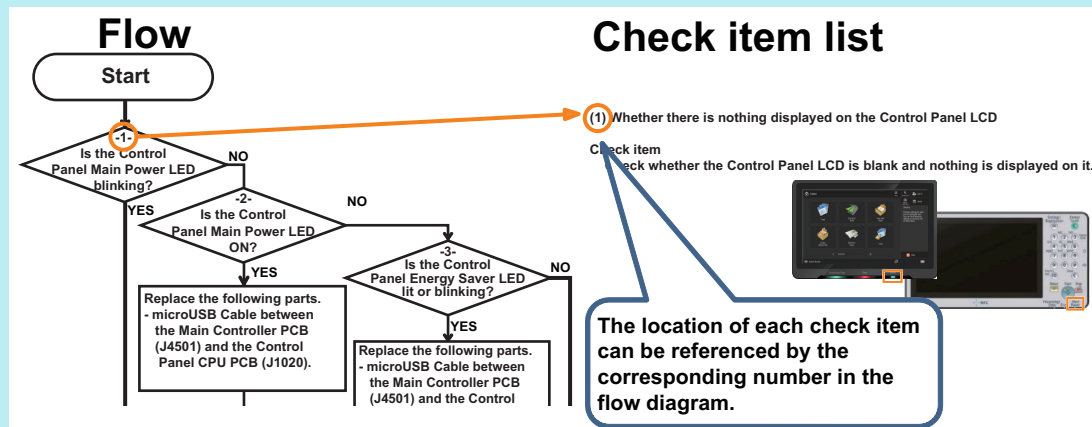 Flow
Check item list
Start
-1-
Is the Control
Panel Main Power LED
blinking?
NO
YES
-2-
Is the Control
Panel Main Power LED
ON?
NO
YES
-3-
Is the Control
Panel Energy Saver LED
lit or blinking?
NO
YES
Replace the following parts.
- microUSB Cable between
the Main Controller PCB
(J4501) and the Control
Panel CPU PCB (J1020).
Replace the following parts.
- microUSB Cable between
the Main Controller PCB
(J4501) and the Control
(1) Whether there is nothing displayed on the Control Panel LCD
Check item
whether the Control Panel LCD is blank and nothing is displayed on it.
The location of each check item
can be referenced by the
corresponding number in the
flow diagram.